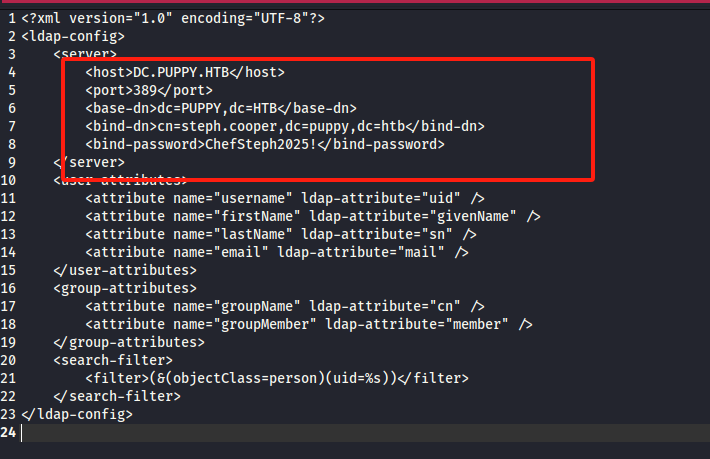 1 <?xml version="1.0" encoding="UTF-8"?>
2 <ldap-config>
3     <server>
4         <host>DC.PUPPY.HTB</host>
5         <port>389</port>
6         <base-dn>dc=PUPPY,dc=HTB</base-dn>
7         <bind-dn>cn=steph.cooper,dc=puppy,dc=htb</bind-dn>
8         <bind-password>ChefSteph2025!</bind-password>
9     </server>
10     <user-attributes>
11         <attribute name="username" ldap-attribute="uid" />
12         <attribute name="firstName" ldap-attribute="givenName" />
13         <attribute name="lastName" ldap-attribute="sn" />
14         <attribute name="email" ldap-attribute="mail" />
15     </user-attributes>
16     <group-attributes>
17         <attribute name="groupName" ldap-attribute="cn" />
18         <attribute name="groupMember" ldap-attribute="member" />
19     </group-attributes>
20     <search-filter>
21         <filter>(&(objectClass=person)(uid=%s))</filter>
22     </search-filter>
23 </ldap-config>
24